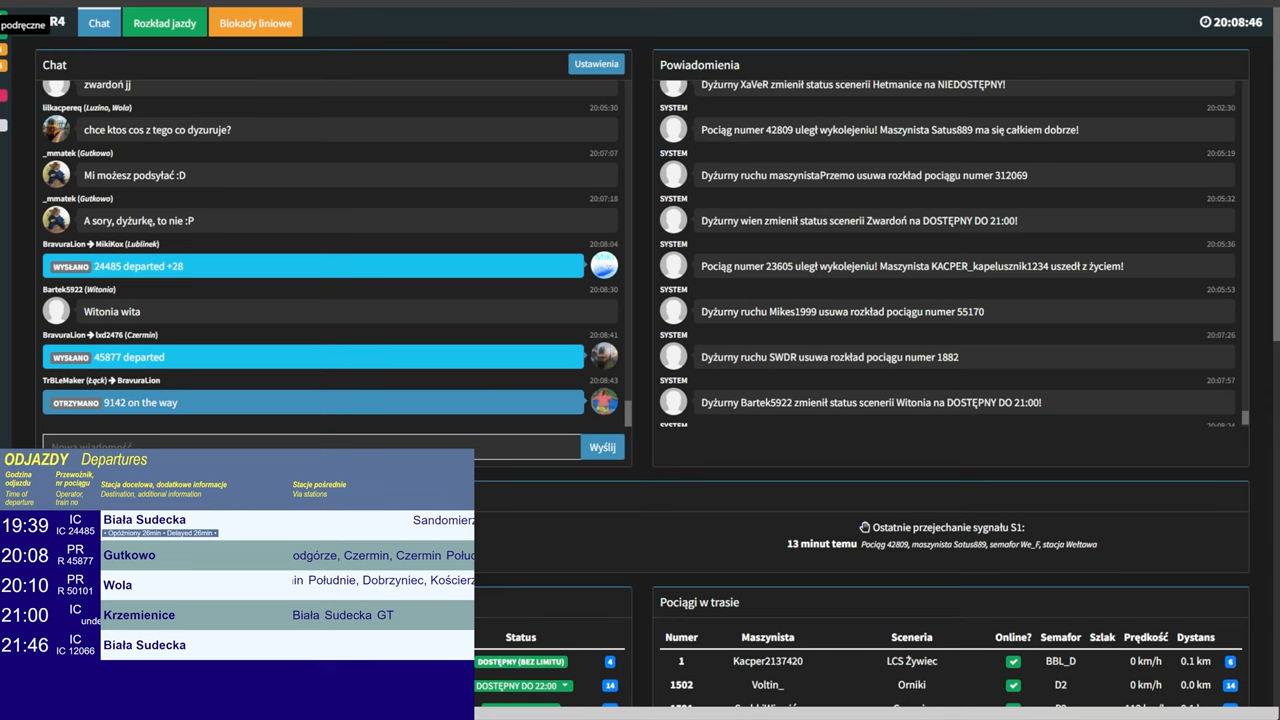 podręczne
R4
Chat
Rozkład jazdy
Blokady liniowe
20:08:46
Chat
Ustawienia
zwardoń jj
lilkacpereq (Luzino, Wola)
20:05:30
chce ktos cos z tego co dyzuruje?
_mmatek (Gutkowo)
20:07:07
Mi możesz podsyłać :D
_mmatek (Gutkowo)
20:07:18
A sory, dyżurkę, to nie :P
BravuraLion → MikiKox (Lublinek)
20:08:04
WYSŁANO 24485 departed +28
Bartek5922 (Witonia)
20:08:30
Witonia wita
BravuraLion → lxd2476 (Czermin)
20:08:41
WYSŁANO 45877 departed
TrBLeMaker (Łąck) → BravuraLion
20:08:43
OTRZYMANO 9142 on the way
Nowa wiadomość
Wyślij
Powiadomienia
Dyżurny XaVeR zmienił status scenerii Hetmanice na NIEDOSTĘPNY!
SYSTEM
20:02:30
Pociąg numer 42809 uległ wykolejeniu! Maszynista Satus889 ma się całkiem dobrze!
SYSTEM
20:05:19
Dyżurny ruchu maszynistaPrzemo usuwa rozkład pociągu numer 312069
SYSTEM
20:05:32
Dyżurny wien zmienił status scenerii Zwardoń na DOSTĘPNY DO 21:00!
SYSTEM
20:05:36
Pociąg numer 23605 uległ wykolejeniu! Maszynista KACPER_kapelusznik1234 uszedł z życiem!
SYSTEM
20:05:53
Dyżurny ruchu Mikes1999 usuwa rozkład pociągu numer 55170
SYSTEM
20:07:26
Dyżurny ruchu SWDR usuwa rozkład pociągu numer 1882
SYSTEM
20:07:57
Dyżurny Bartek5922 zmienił status scenerii Witonia na DOSTĘPNY DO 21:00!
SYSTEM
ODJAZDY Departures
Godzina odjazdu
Time of departure
Przewoźnik, nr pociągu
Operator, train no
Stacja docelowa, dodatkowe informacje
Destination, additional information
Stacje pośrednie
Via stations
19:39 IC IC 24485 Biała Sudecka Sandomierz
• Opóźniony 26min • Delayed 26min •
20:08 PR R 45877 Gutkowo odgórze, Czermin, Czermin Połud
20:10 PR R 50101 Wola in Południe, Dobrzyniec, Kościerz
21:00 IC unde Krzemienice Biała Sudecka GT
21:46 IC IC 12066 Biała Sudecka
Ostatnie przejechanie sygnału S1:
13 minut temu Pociąg 42809, maszynista Satus889, semafor We_F, stacja Wełtawa
Status
DOSTĘPNY (BEZ LIMITU) 4
DOSTĘPNY DO 22:00 14
Pociągi w trasie
Numer Maszynista Sceneria Online? Semafor Szlak Prędkość Dystans
1 Kacper2137420 LCS Żywiec BBL_D 0 km/h 0.1 km 6
1502 Voltin_ Orniki D2 0 km/h 0.0 km 14